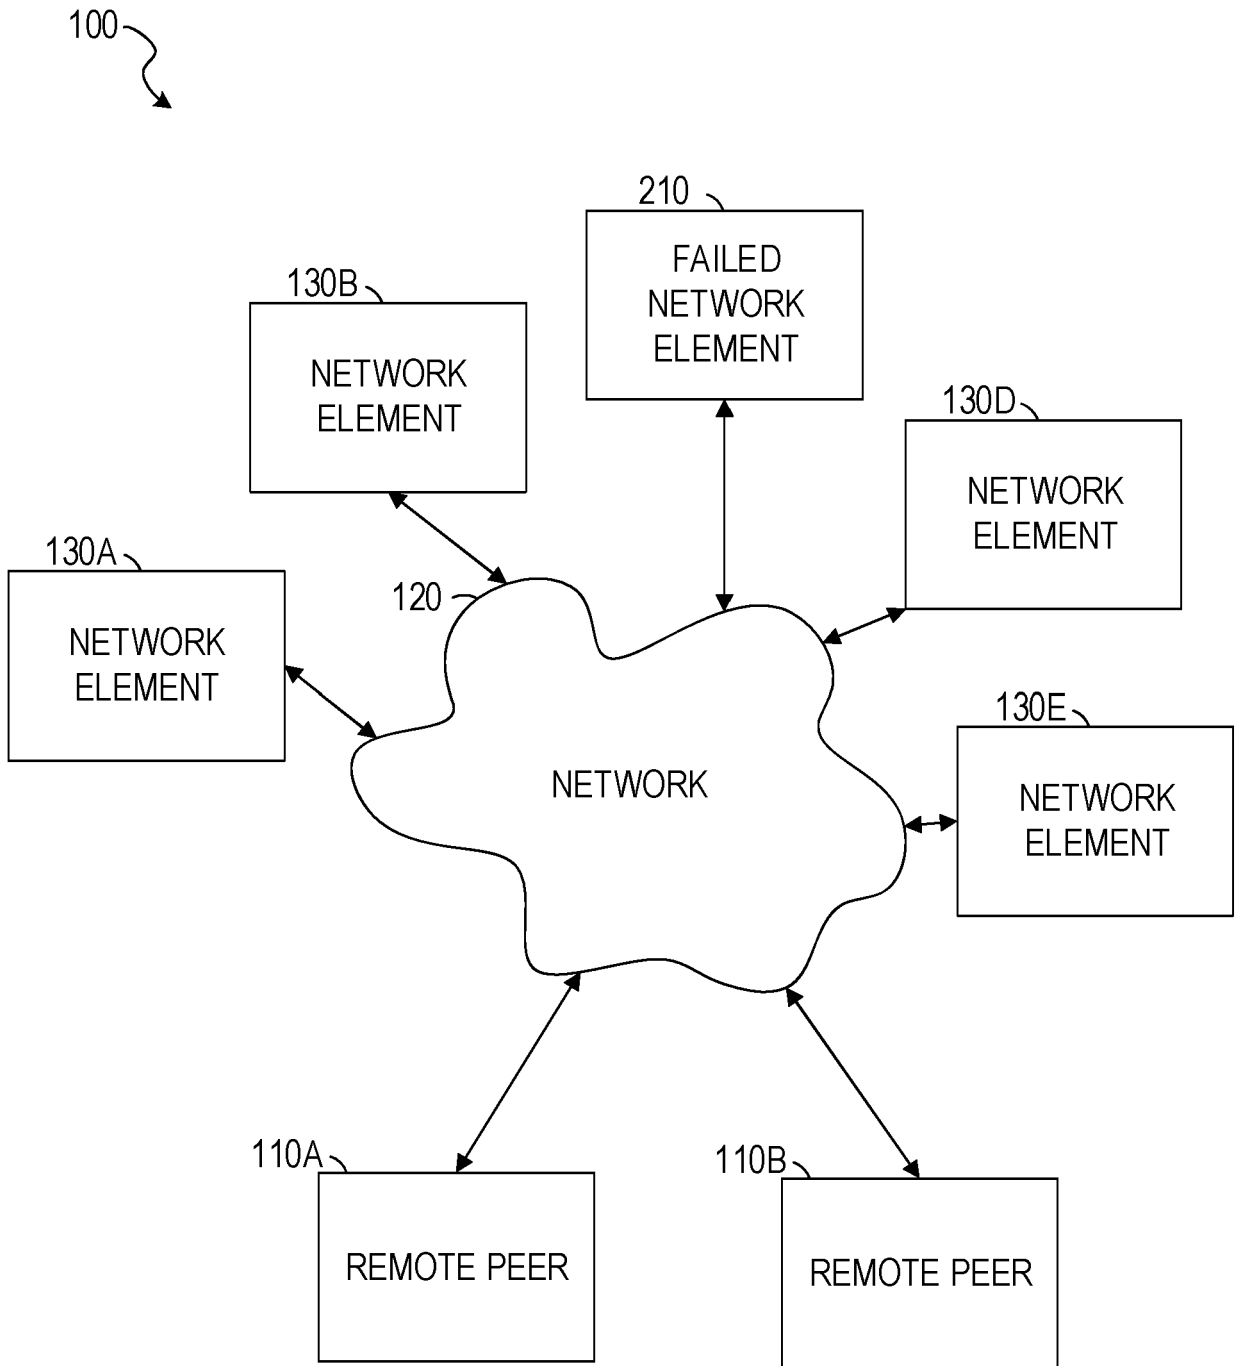 100
210
FAILED
NETWORK
ELEMENT
130B
NETWORK
ELEMENT
130D
NETWORK
ELEMENT
130A
NETWORK
ELEMENT
120
130E
NETWORK
ELEMENT
NETWORK
110A
REMOTE PEER
110B
REMOTE PEER